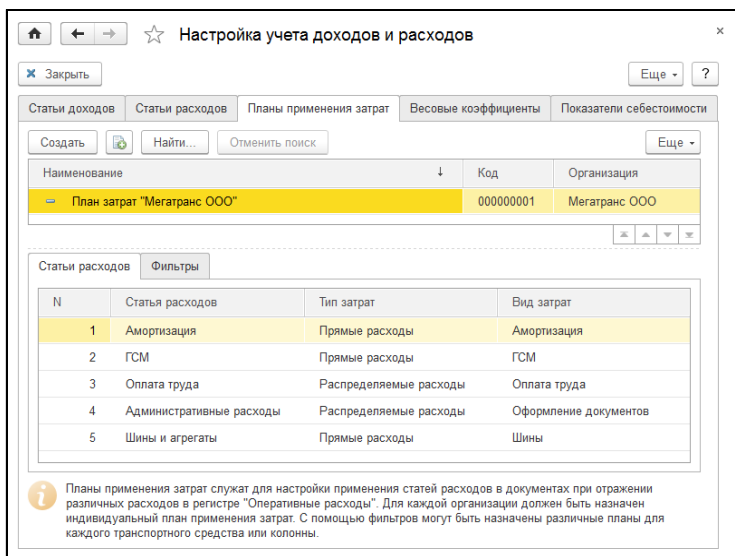 Настройка учета доходов и расходов
Закрыть Еще ?
Статьи доходов Статьи расходов Планы применения затрат Весовые коэффициенты Показатели себестоимости
Создать Найти... Отменить поиск Еще
Наименование ↓ Код Организация
План затрат "Мегатранс ООО" 000000001 Мегатранс ООО
Статьи расходов Фильтры
N Статья расходов Тип затрат Вид затрат
1 Амортизация Прямые расходы Амортизация
2 ГСМ Прямые расходы ГСМ
3 Оплата труда Распределяемые расходы Оплата труда
4 Административные расходы Распределяемые расходы Оформление документов
5 Шины и агрегаты Прямые расходы Шины
Планы применения затрат служат для настройки применения статей расходов в документах при отражении
различных расходов в регистре "Оперативные расходы". Для каждой организации должен быть назначен
индивидуальный план применения затрат. С помощью фильтров могут быть назначены различные планы для
каждого транспортного средства или колонны.